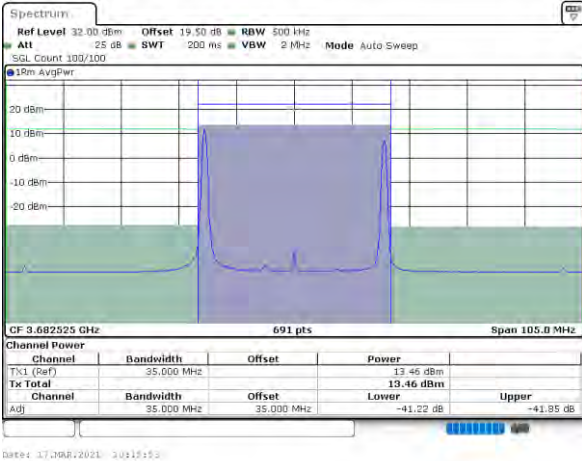 Spectrum
Ref Level 32.00 dBm Offset 19.50 dB RBW 500 kHz
Att 25 dB SWT 200 ms VBW 2 MHz Mode Auto Sweep
SGL Count 100/100
1Rm AvgPwr
20 dBm
10 dBm
0 dBm
-10 dBm
-20 dBm
CF 3.682525 GHz 691 pts Span 105.0 MHz
Channel Power
Channel Bandwidth Offset Power
TX1 (Ref) 35.000 MHz 13.46 dBm
Tx Total 13.46 dBm
Channel Bandwidth Offset Lower Upper
Adj 35.000 MHz 35.000 MHz -41.22 dB -41.85 dB
Date: 17.MAR.2021 10:15:53